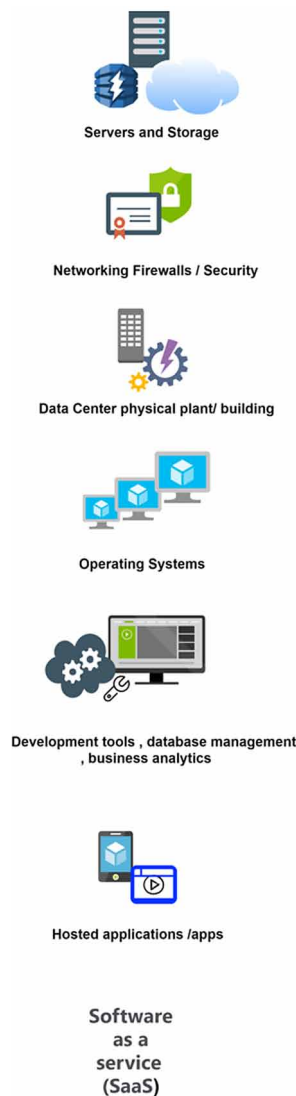 Servers and Storage
Networking Firewalls / Security
Data Center physical plant/ building
Operating Systems
Development tools , database management
, business analytics
Hosted applications /apps
Software
as a
service
(SaaS)